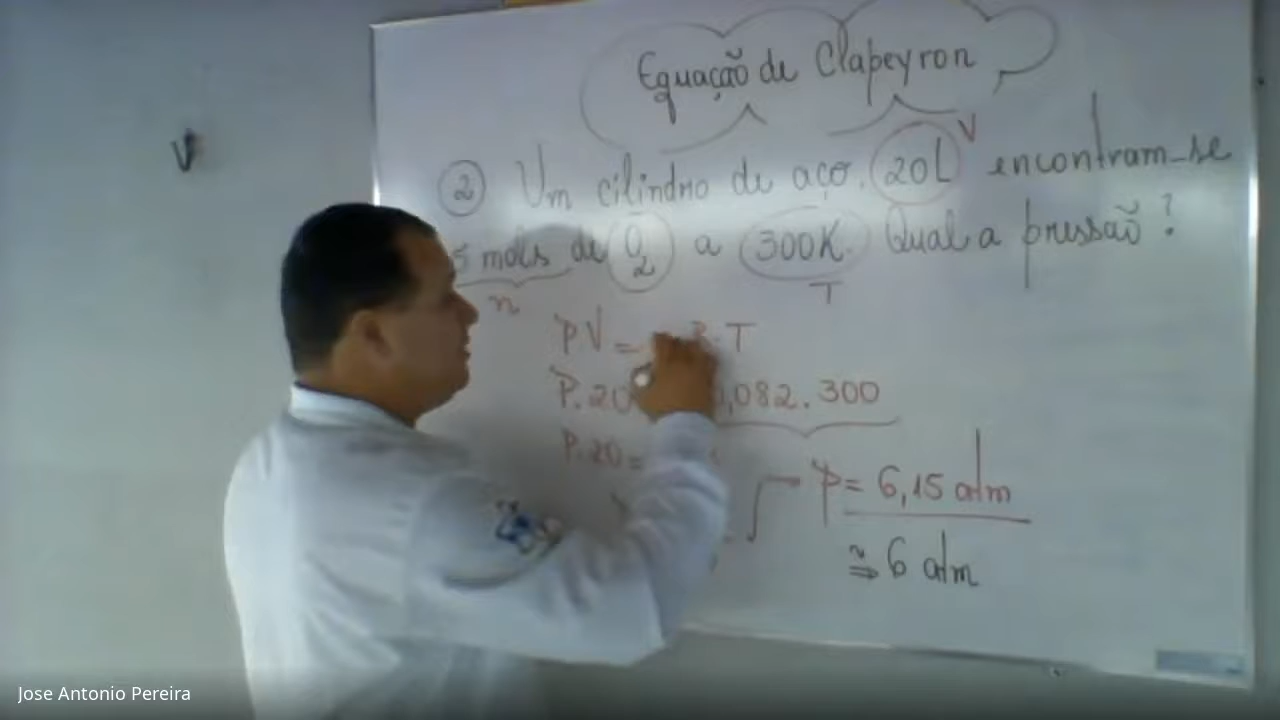 Equação de Clapeyron
V
② Um cilindro de aço, 20L encontram-se
5 mols de O₂ a 300K. Qual a pressão?
n T
PV = R.T
P.20 0,082.300
P.20 =
P = 6,15 atm
≅ 6 atm
V
Jose Antonio Pereira